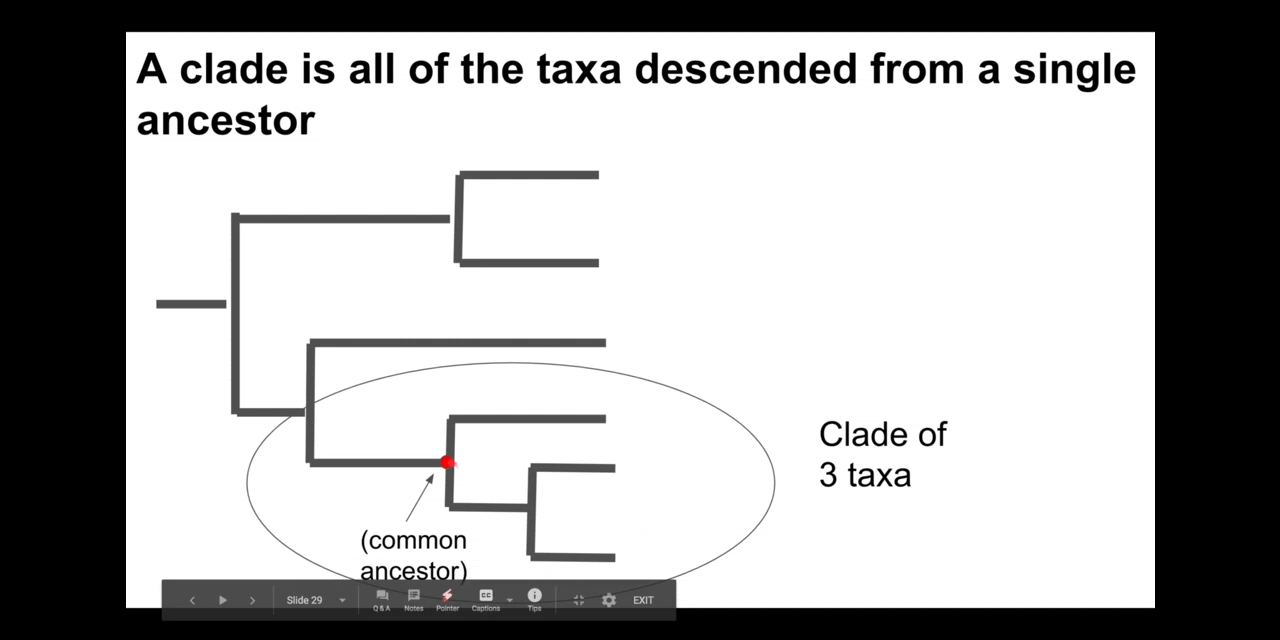 A clade is all of the taxa descended from a single
ancestor
Clade of
3 taxa
(common
ancestor)
Slide 29
Q & A
Notes
Pointer
CC
Captions
Tips
EXIT